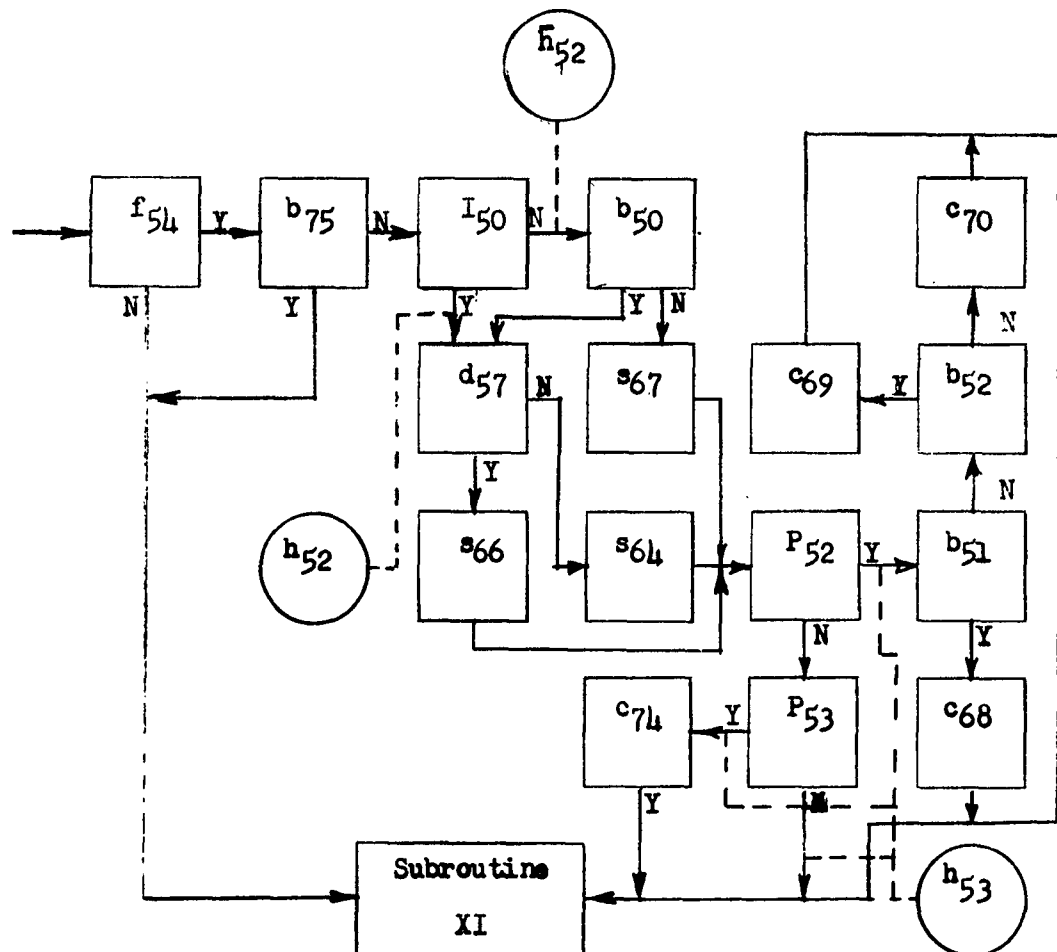 h̄52
f54 Y b75 N I50 N b50 c70
N Y Y Y N N
d57 N s67 c69 Y b52
Y N
h52 s66 s64 P52 Y b51
N Y
c74 Y P53 c68
Y N
Subroutine
XI
h53